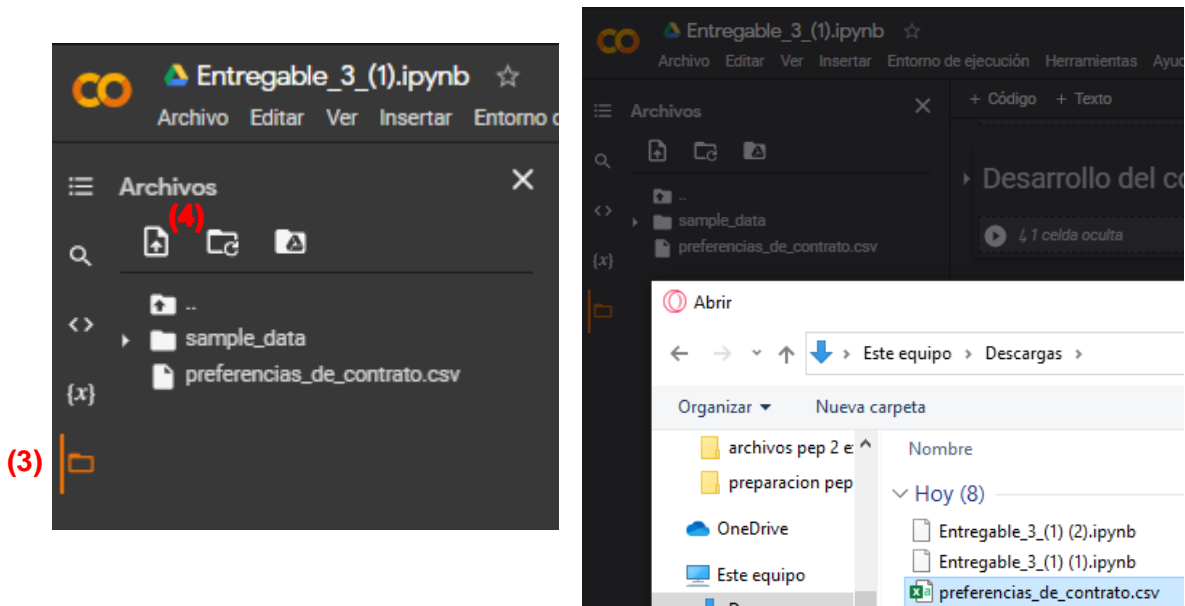 Entregable_3_(1).ipynb
Archivo Editar Ver Insertar
Archivos
(4)
..
sample_data
preferencias_de_contrato.csv
{x}
(3)
Entregable_3_(1).ipynb
Archivo Editar Ver Insertar Entorno de ejecución Herramientas
Archivos
+ Código + Texto
Desarrollo del
..
sample_data
preferencias_de_contrato.csv
1 celda oculta
{x}
Abrir
Este equipo > Descargas >
Organizar Nueva carpeta
archivos pep 2
preparacion pep
OneDrive
Este equipo
Nombre
Hoy (8)
Entregable_3_(1) (2).ipynb
Entregable_3_(1) (1).ipynb
preferencias_de_contrato.csv